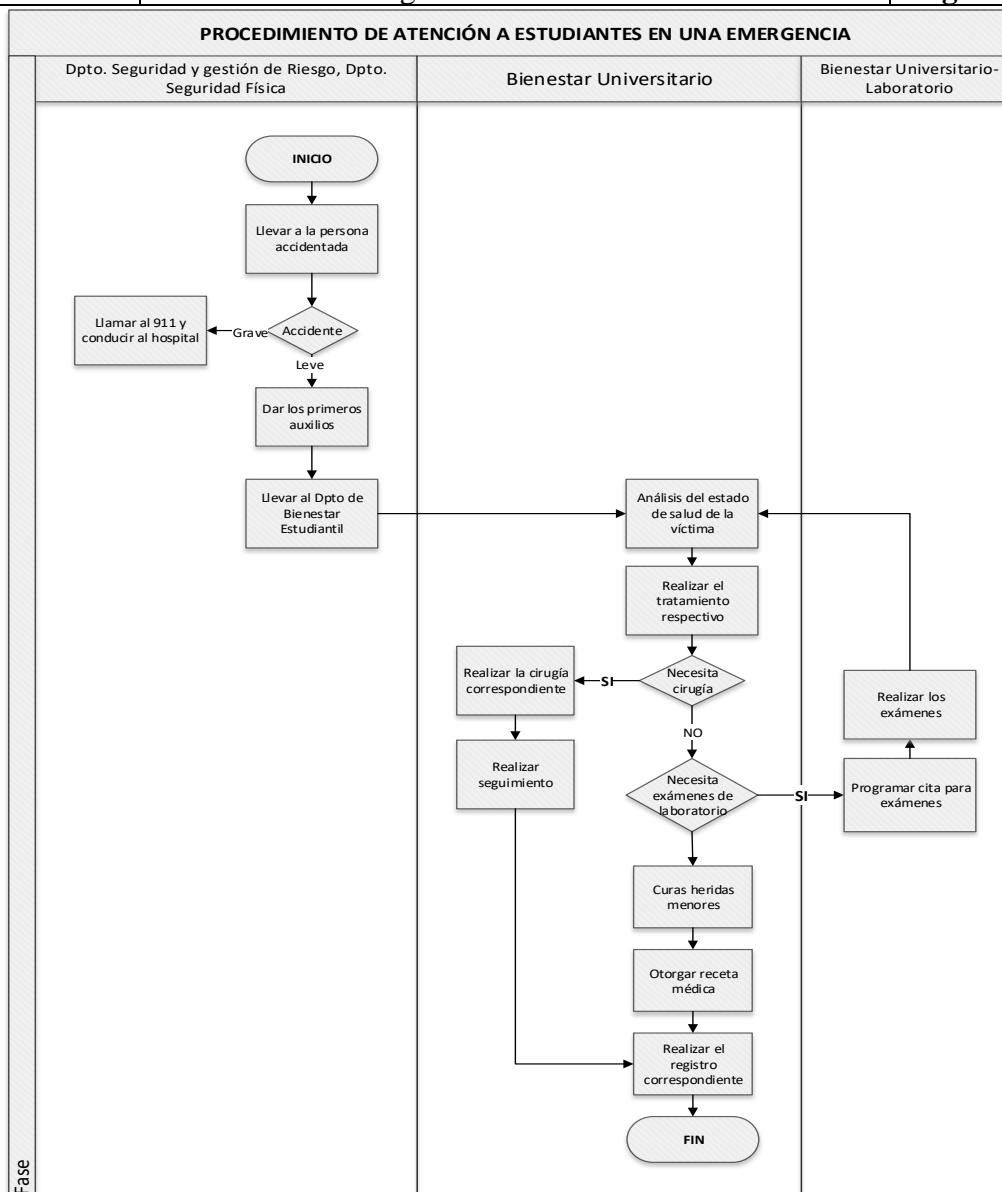 PROCEDIMIENTO DE ATENCIÓN A ESTUDIANTES EN UNA EMERGENCIA
Dpto. Seguridad y gestión de Riesgo, Dpto.
Seguridad Física
Bienestar Universitario
Bienestar Universitario-
Laboratorio
INICIO
Llevar a la persona
accidentada
Accidente
Grave
Llamar al 911 y
conducir al hospital
Leve
Dar los primeros
auxilios
Llevar al Dpto de
Bienestar
Estudiantil
Análisis del estado
de salud de la
víctima
Realizar el
tratamiento
respectivo
Necesita
cirugía
SI
Realizar la cirugía
correspondiente
Realizar
seguimiento
NO
Necesita
exámenes de
laboratorio
SI
Programar cita para
exámenes
Realizar los
exámenes
Curas heridas
menores
Otorgar receta
médica
Realizar el
registro
correspondiente
FIN
Fase